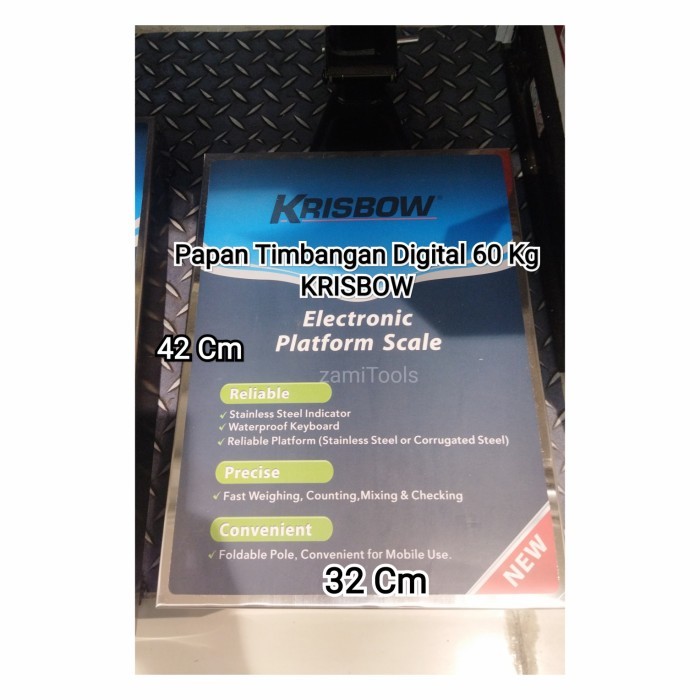 KRISBOW
Papan Timbangan Digital 60 Kg
KRISBOW
Electronic
Platform Scale
42 Cm
zamiTools
Reliable
✓ Stainless Steel Indicator
✓ Waterproof Keyboard
✓ Reliable Platform (Stainless Steel or Corrugated Steel)
Precise
✓ Fast Weighing, Counting,Mixing & Checking
Convenient
✓ Foldable Pole, Convenient for Mobile Use.
NEW
32 Cm